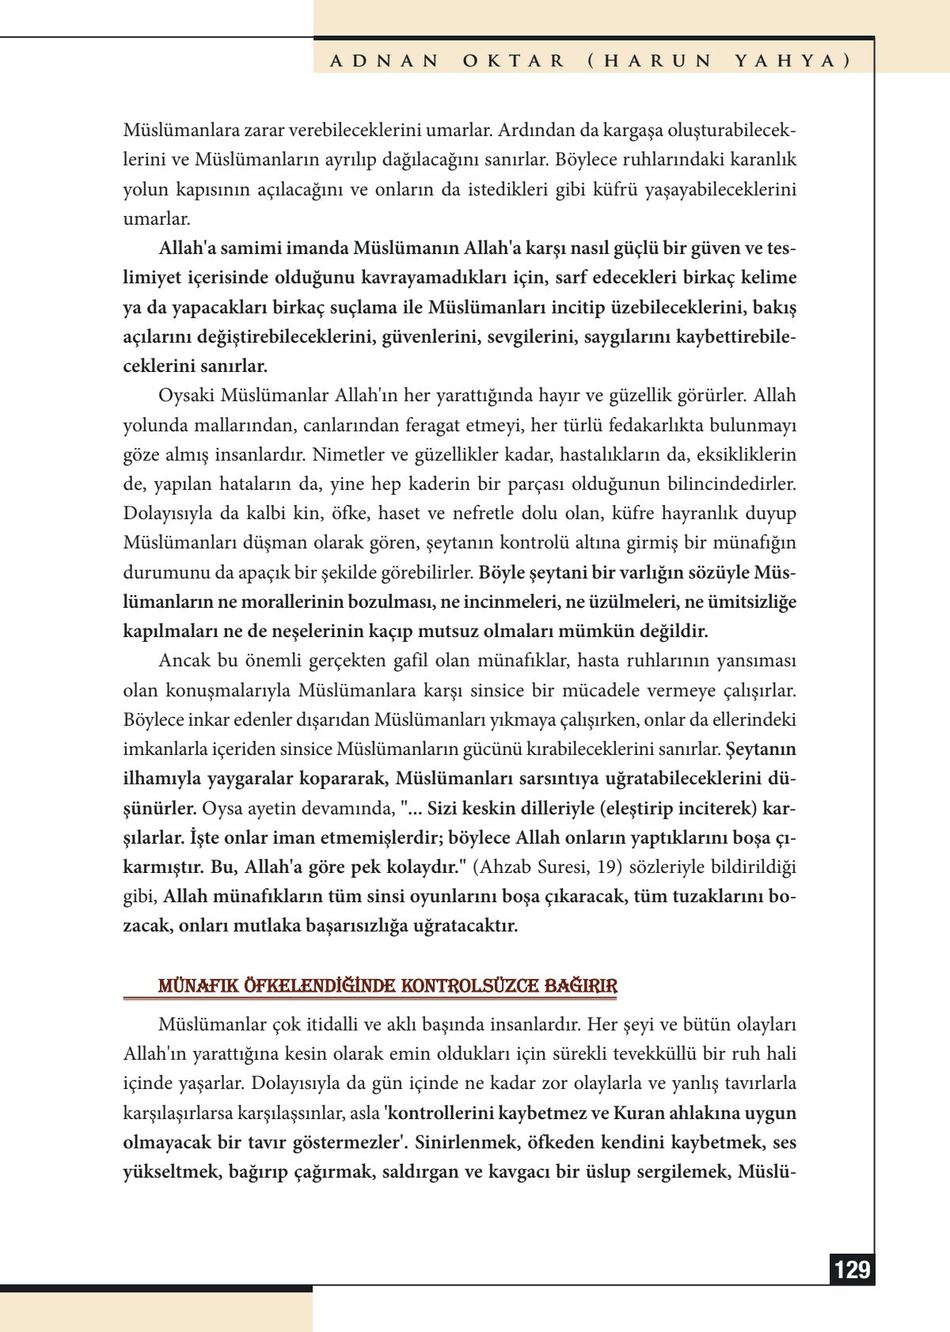 ADNAN OKTAR (HARUN YAHYA)
Müslümanlara zarar verebileceklerini umarlar. Ardından da kargaşa oluşturabilecek-
lerini ve Müslümanların ayrılıp dağılacağını sanırlar. Böylece ruhlarındaki karanlık
yolun kapısının açılacağını ve onların da istedikleri gibi küfrü yaşayabileceklerini
umarlar.
Allah'a samimi imanda Müslümanın Allah'a karşı nasıl güçlü bir güven ve tes-
limiyet içerisinde olduğunu kavrayamadıkları için, sarf edecekleri birkaç kelime
ya da yapacakları birkaç suçlama ile Müslümanları incitip üzebileceklerini, bakış
açılarını değiştirebileceklerini, güvenlerini, sevgilerini, saygılarını kaybettirebile-
ceklerini sanırlar.
Oysaki Müslümanlar Allah'ın her yarattığında hayır ve güzellik görürler. Allah
yolunda mallarından, canlarından feragat etmeyi, her türlü fedakarlıkta bulunmayı
göze almış insanlardır. Nimetler ve güzellikler kadar, hastalıkların da, eksikliklerin
de, yapılan hataların da, yine hep kaderin bir parçası olduğunun bilincindedirler.
Dolayısıyla da kalbi kin, öfke, haset ve nefretle dolu olan, küfre hayranlık duyup
Müslümanları düşman olarak gören, şeytanın kontrolü altına girmiş bir münafığın
durumunu da apaçık bir şekilde görebilirler. Böyle şeytani bir varlığın sözüyle Müs-
lümanların ne morallerinin bozulması, ne incinmeleri, ne üzülmeleri, ne ümitsizliğe
kapılmaları ne de neşelerinin kaçıp mutsuz olmaları mümkün değildir.
Ancak bu önemli gerçekten gafil olan münafıklar, hasta ruhlarının yansıması
olan konuşmalarıyla Müslümanlara karşı sinsice bir mücadele vermeye çalışırlar.
Böylece inkar edenler dışarıdan Müslümanları yıkmaya çalışırken, onlar da ellerindeki
imkanlarla içeriden sinsice Müslümanların gücünü kırabileceklerini sanırlar. Şeytanın
ilhamıyla yaygaralar kopararak, Müslümanları sarsıntıya uğratabileceklerini dü-
şünürler. Oysa ayetin devamında, "... Sizi keskin dilleriyle (eleştirip inciterek) kar-
şılarlar. İşte onlar iman etmemişlerdir; böylece Allah onların yaptıklarını boşa çı-
karmıştır. Bu, Allah'a göre pek kolaydır." (Ahzab Suresi, 19) sözleriyle bildirildiği
gibi, Allah münafıkların tüm sinsi oyunlarını boşa çıkaracak, tüm tuzaklarını bo-
zacak, onları mutlaka başarısızlığa uğratacaktır.
MÜNAFIK ÖFKELENDİĞİNDE KONTROLSÜZCE BAĞIRIR
Müslümanlar çok itidalli ve aklı başında insanlardır. Her şeyi ve bütün olayları
Allah'ın yarattığına kesin olarak emin oldukları için sürekli tevekküllü bir ruh hali
içinde yaşarlar. Dolayısıyla da gün içinde ne kadar zor olaylarla ve yanlış tavırlarla
karşılaşırlarsa karşılaşsınlar, asla 'kontrollerini kaybetmez ve Kuran ahlakına uygun
olmayacak bir tavır göstermezler'. Sinirlenmek, öfkeden kendini kaybetmek, ses
yükseltmek, bağırıp çağırmak, saldırgan ve kavgacı bir üslup sergilemek, Müslü-
129